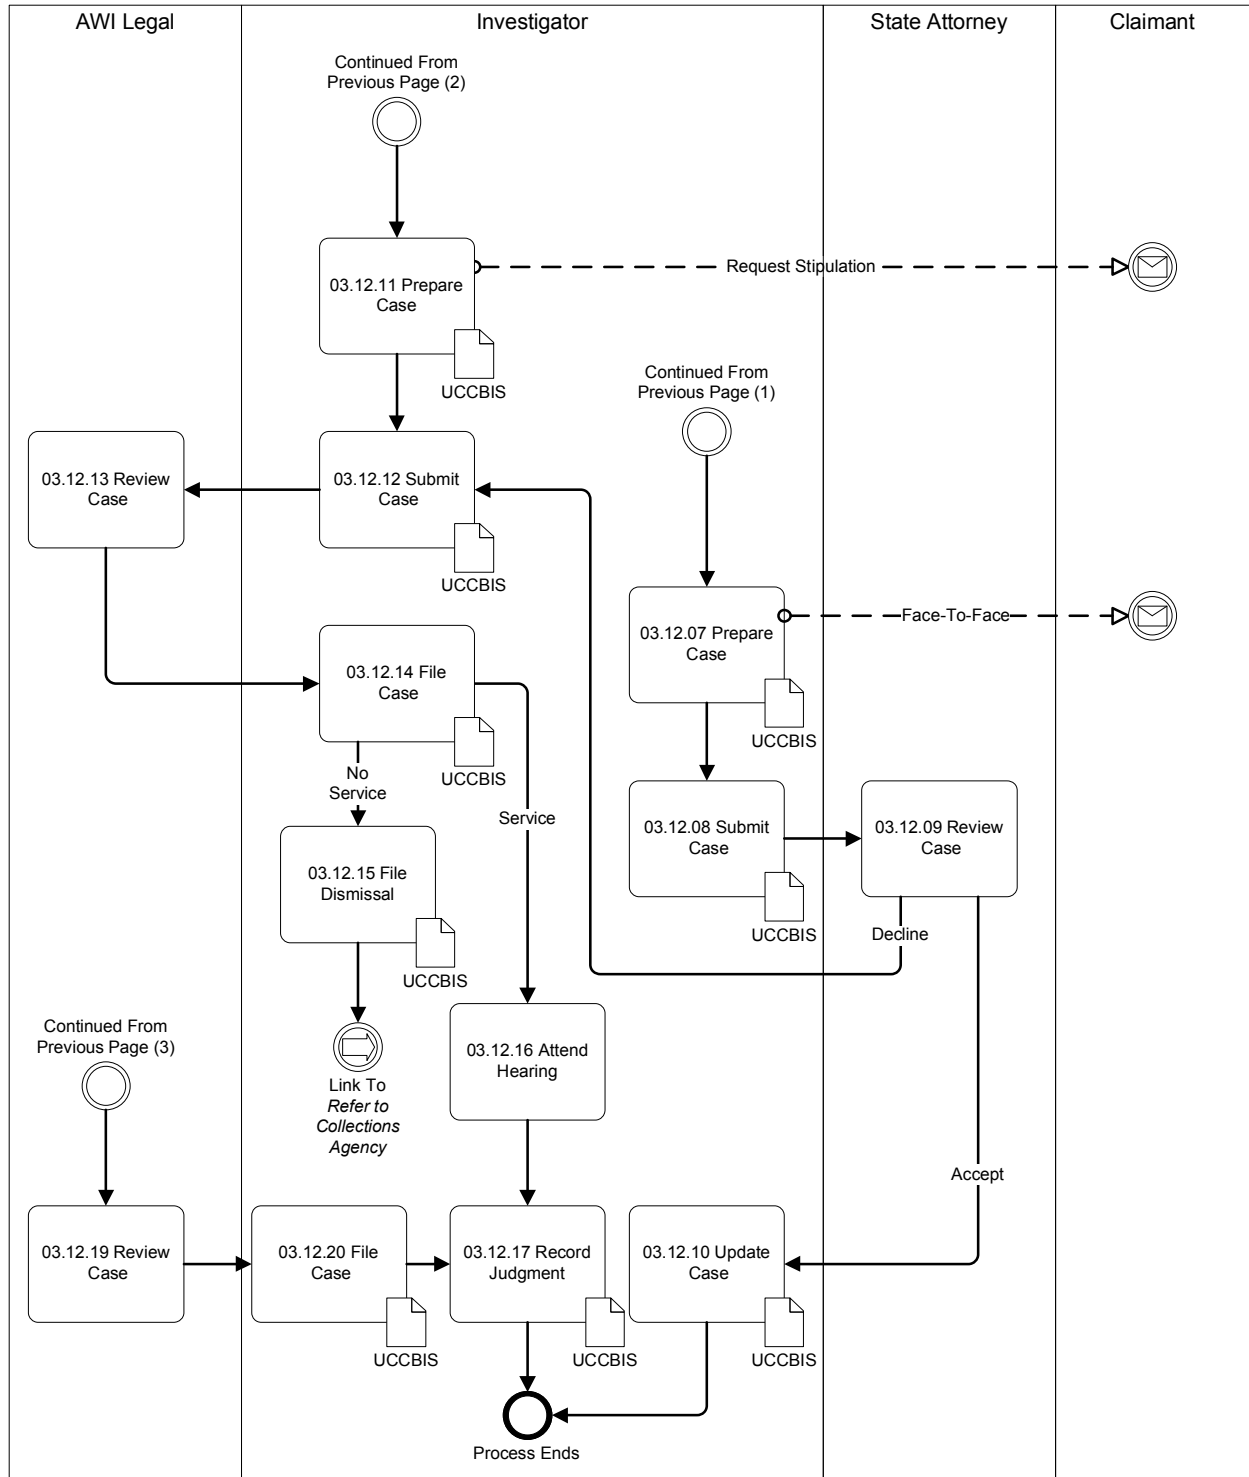 AWI Legal
Investigator
State Attorney
Claimant
Continued From
Previous Page (2)
Request Stipulation
03.12.11 Prepare
Case
UCCBIS
Continued From
Previous Page (1)
03.12.13 Review
Case
03.12.12 Submit
Case
UCCBIS
Face-To-Face
03.12.07 Prepare
Case
UCCBIS
03.12.14 File
Case
UCCBIS
No
Service
Service
03.12.08 Submit
Case
UCCBIS
03.12.09 Review
Case
Decline
03.12.15 File
Dismissal
UCCBIS
Continued From
Previous Page (3)
Link To
Refer to
Collections
Agency
03.12.16 Attend
Hearing
Accept
03.12.19 Review
Case
03.12.20 File
Case
UCCBIS
03.12.17 Record
Judgment
UCCBIS
03.12.10 Update
Case
UCCBIS
Process Ends